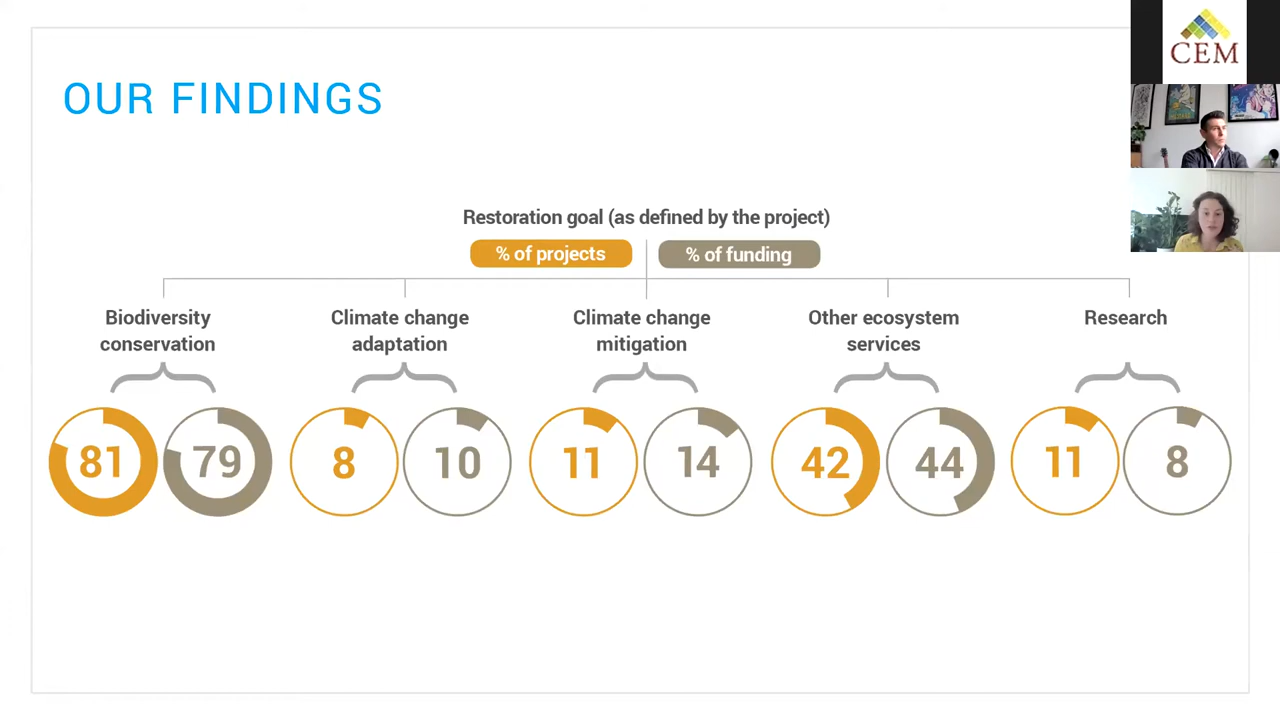 OUR FINDINGS
CEM
Restoration goal (as defined by the project)
% of projects
% of funding
Biodiversity
conservation
Climate change
adaptation
Climate change
mitigation
Other ecosystem
services
Research
81
79
8
10
11
14
42
44
11
8